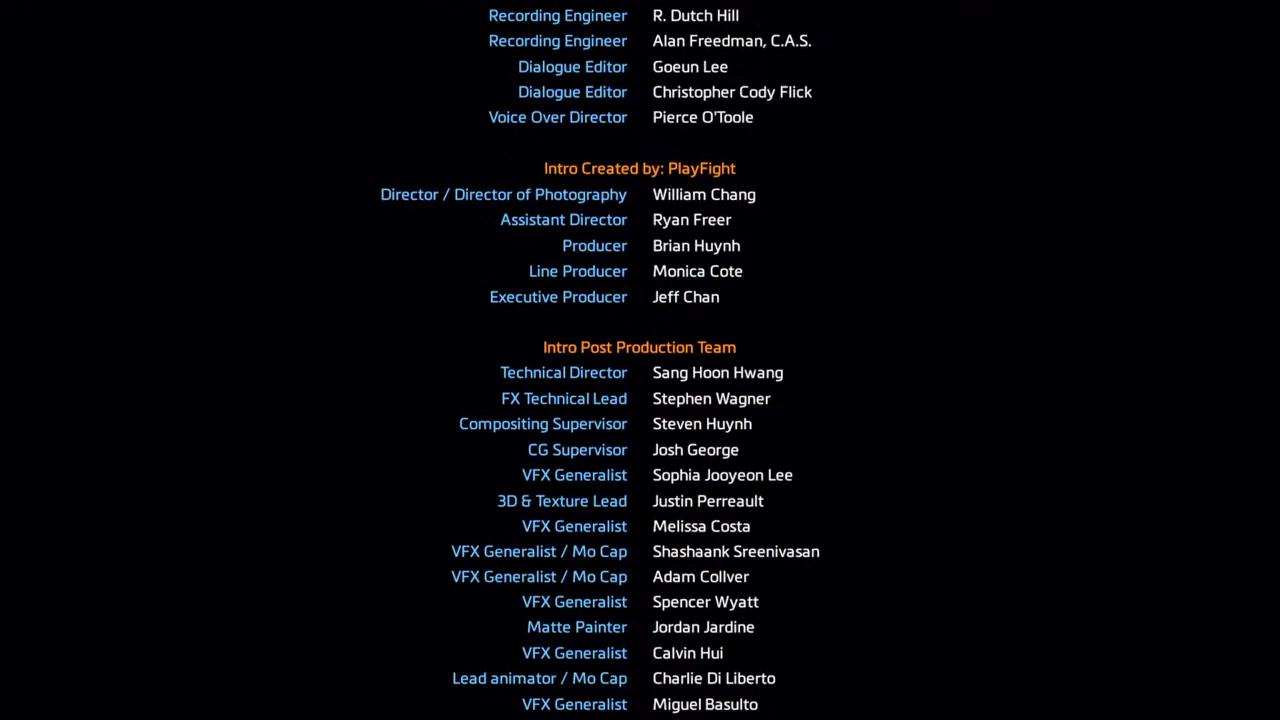 Recording Engineer R. Dutch Hill
Recording Engineer Alan Freedman, C.A.S.
Dialogue Editor Goeun Lee
Dialogue Editor Christopher Cody Flick
Voice Over Director Pierce O'Toole
Intro Created by: PlayFight
Director / Director of Photography William Chang
Assistant Director Ryan Freer
Producer Brian Huynh
Line Producer Monica Cote
Executive Producer Jeff Chan
Intro Post Production Team
Technical Director Sang Hoon Hwang
FX Technical Lead Stephen Wagner
Compositing Supervisor Steven Huynh
CG Supervisor Josh George
VFX Generalist Sophia Jooyeon Lee
3D & Texture Lead Justin Perreault
VFX Generalist Melissa Costa
VFX Generalist / Mo Cap Shashaank Sreenivasan
VFX Generalist / Mo Cap Adam Collver
VFX Generalist Spencer Wyatt
Matte Painter Jordan Jardine
VFX Generalist Calvin Hui
Lead animator / Mo Cap Charlie Di Liberto
VFX Generalist Miguel Basulto